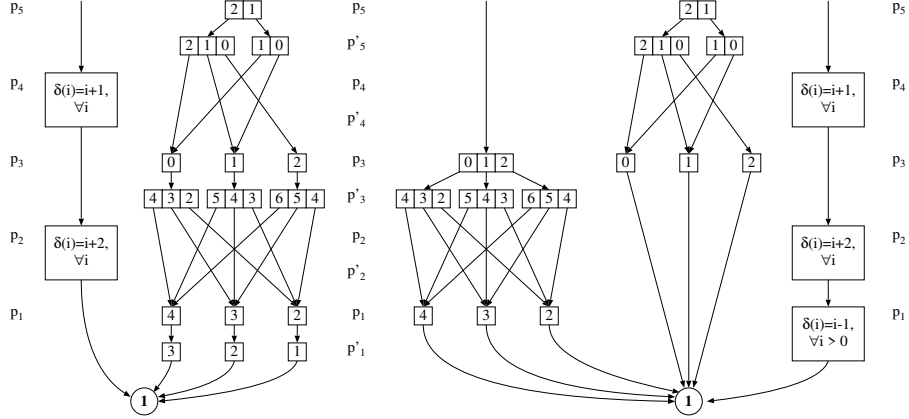 p5 2 1 p5 2 1 p5
2 1 0 1 0 p'5 2 1 0 1 0
p4 δ(i)=i+1, p4 δ(i)=i+1, p4
∀i ∀i
p'4
p3 0 1 2 p3 0 1 2 0 1 2 p3
4 3 2 5 4 3 6 5 4 p'3 4 3 2 5 4 3 6 5 4
p2 δ(i)=i+2, p2 δ(i)=i+2, p2
∀i ∀i
p'2
p1 4 3 2 p1 4 3 2 δ(i)=i-1, p1
∀i > 0
3 2 1 p'1
1 1